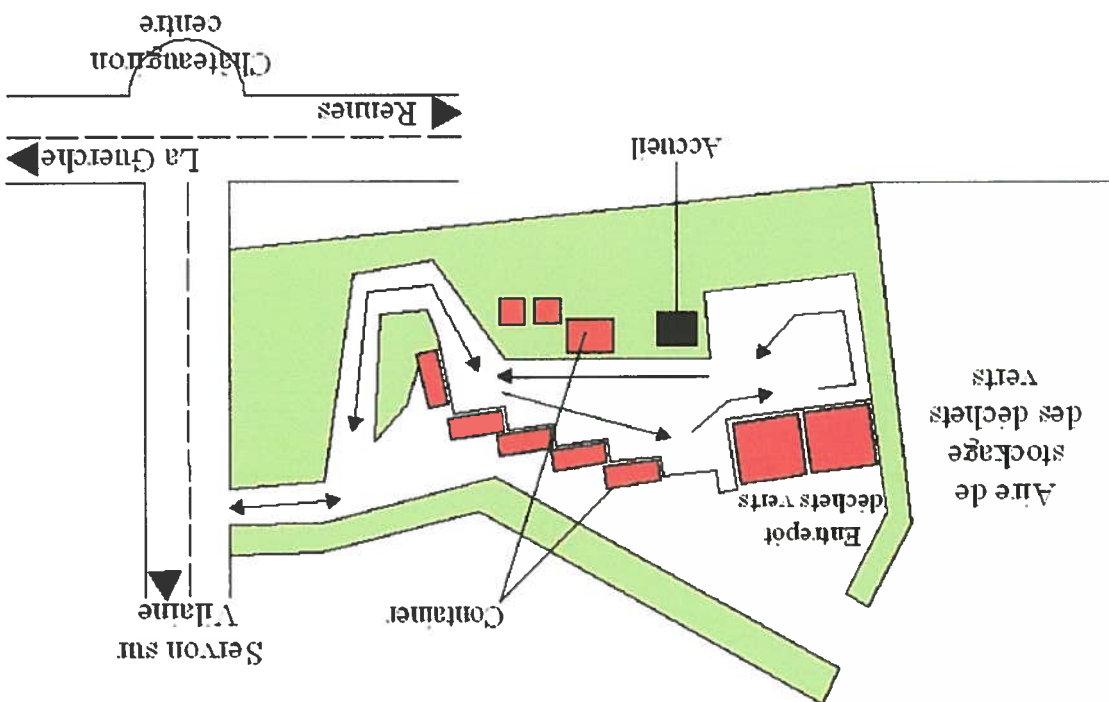 Servon sur
Vilaine
Container
Entrepôt
déchets verts
Aire de
stockage
des déchets
verts
Accueil
La Guerche
Rennes
Châteaugiron
centre